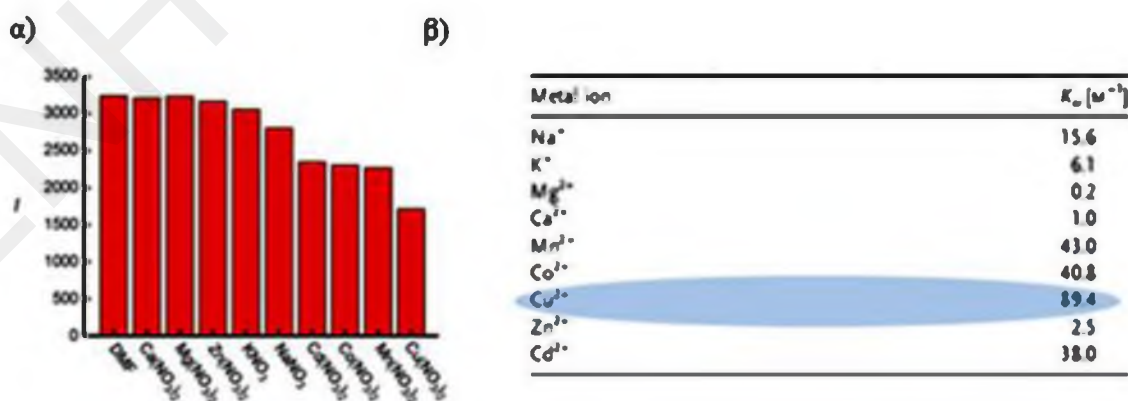 α)
β)
3500
3000
2500
2000
1500
1000
500
0
I
DMF
Ca(NO₃)₂
Mg(NO₃)₂
Zn(NO₃)₂
KNO₃
NaNO₃
Cd(NO₃)₂
Co(NO₃)₂
Mn(NO₃)₂
Cu(NO₃)₂
Metal ion [M⁻¹]
Na⁺ 15.6
K⁺ 6.1
Mg²⁺ 0.2
Ca²⁺ 1.0
Mn²⁺ 43.0
Co²⁺ 40.8
Cu²⁺ 89.4
Zn²⁺ 2.5
Cd²⁺ 38.0